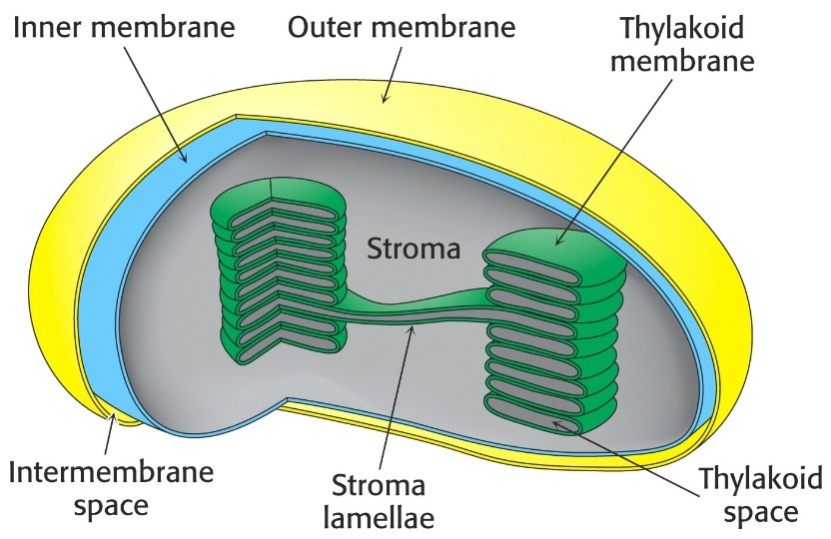 Inner membrane
Outer membrane
Thylakoid
membrane
Stroma
Intermembrane
space
Stroma
lamellae
Thylakoid
space